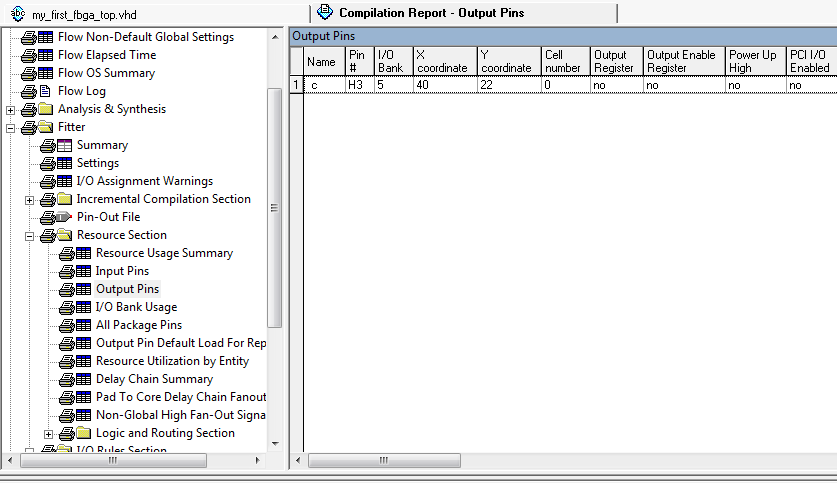 abc my_first_fbga_top.vhd
Compilation Report - Output Pins
Flow Non-Default Global Settings
Flow Elapsed Time
Flow OS Summary
Flow Log
Analysis & Synthesis
Fitter
Summary
Settings
I/O Assignment Warnings
Incremental Compilation Section
Pin-Out File
Resource Section
Resource Usage Summary
Input Pins
Output Pins
I/O Bank Usage
All Package Pins
Output Pin Default Load For Rep
Resource Utilization by Entity
Delay Chain Summary
Pad To Core Delay Chain Fanout
Non-Global High Fan-Out Signa
Logic and Routing Section
I/O Rules Section
Output Pins
Name Pin # I/O Bank X coordinate Y coordinate Cell number Output Register Output Enable Register Power Up High PCI I/O Enabled
1 c H3 5 40 22 0 no no no no